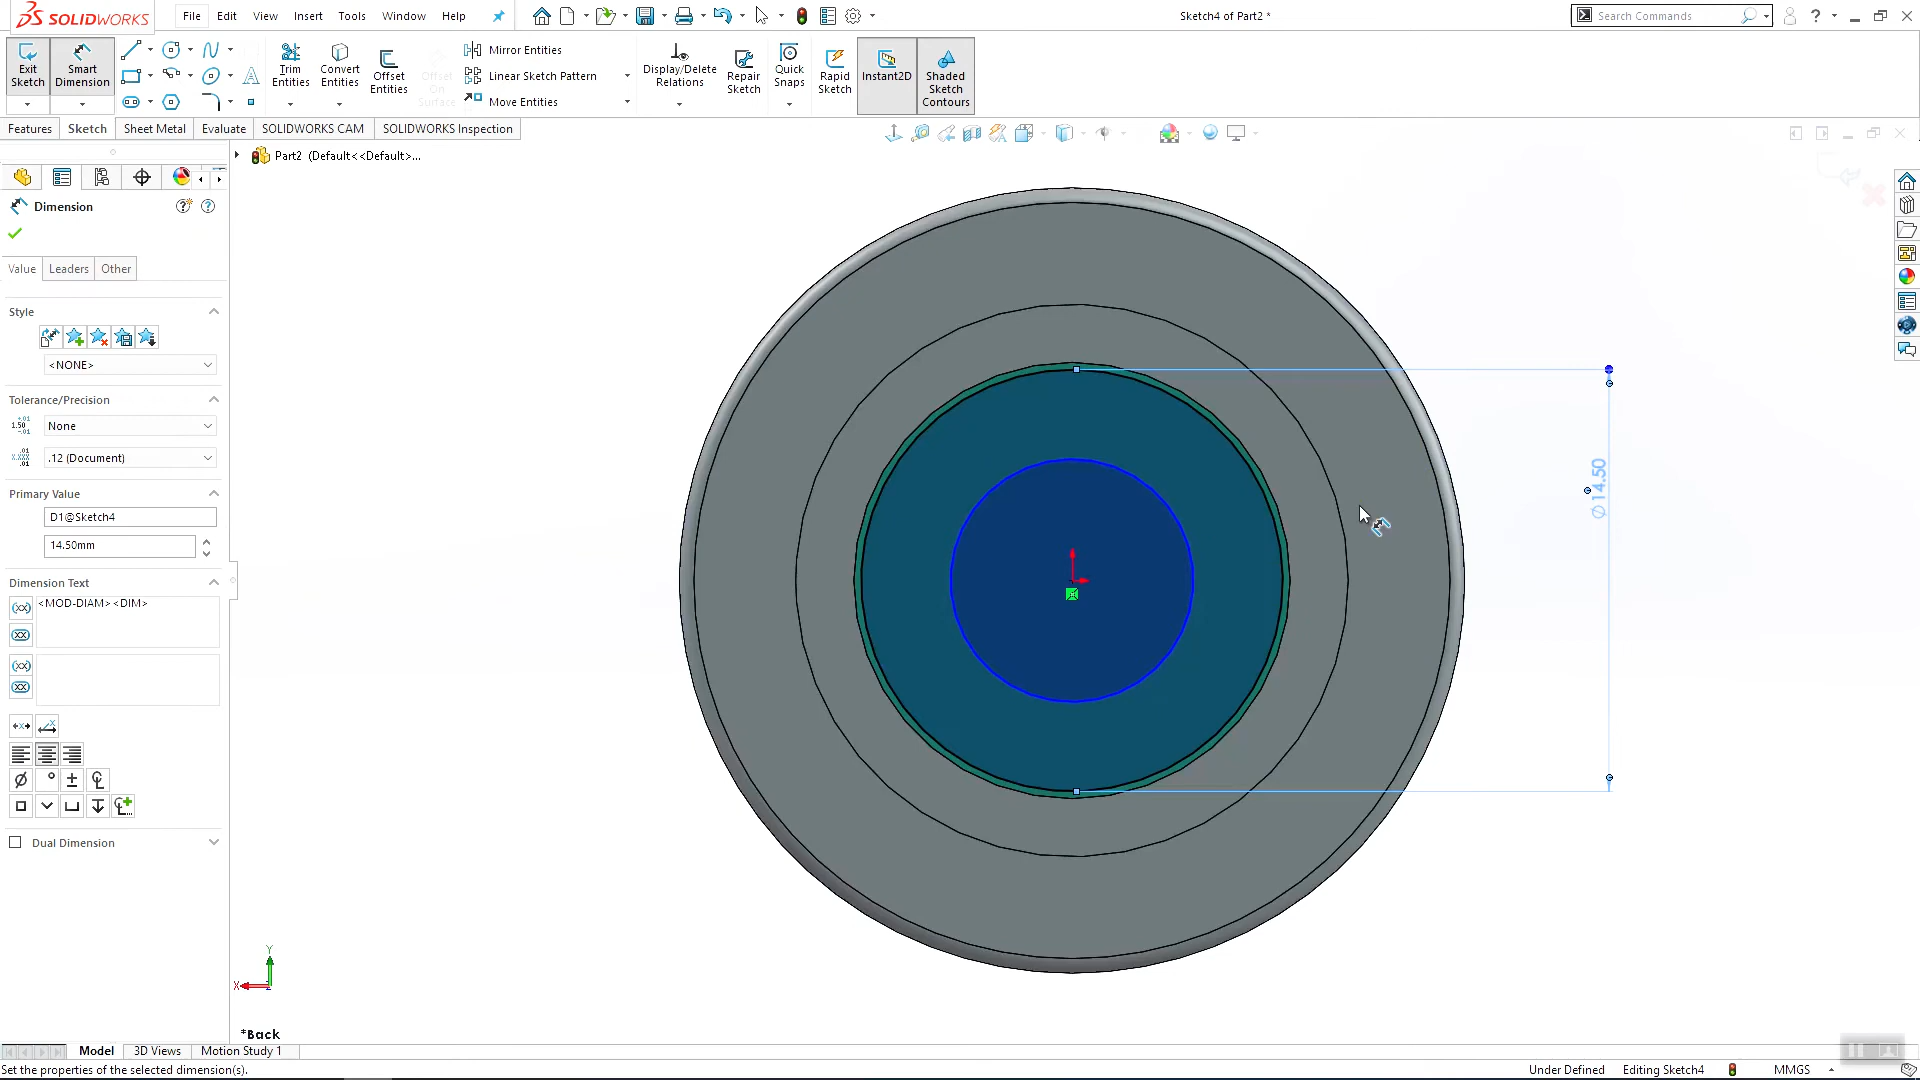 SOLIDWORKS
File Edit View Insert Tools Window Help
Sketch4 of Part2 *
Search Commands
Exit Sketch
Smart Dimension
Trim Entities
Convert Entities
Offset Entities
Offset On Surface
Mirror Entities
Linear Sketch Pattern
Move Entities
Display/Delete Relations
Repair Sketch
Quick Snaps
Rapid Sketch
Instant2D
Shaded Sketch Contours
Features Sketch Sheet Metal Evaluate SOLIDWORKS CAM SOLIDWORKS Inspection
Part2 (Default<<Default>...
Dimension
Value Leaders Other
Style
<NONE>
Tolerance/Precision
None
.12 (Document)
Primary Value
D1@Sketch4
14.50mm
Dimension Text
<MOD-DIAM><DIM>
Dual Dimension
∅14.50
Y
X
*Back
Model 3D Views Motion Study 1
Set the properties of the selected dimension(s).
Under Defined Editing Sketch4 MMGS